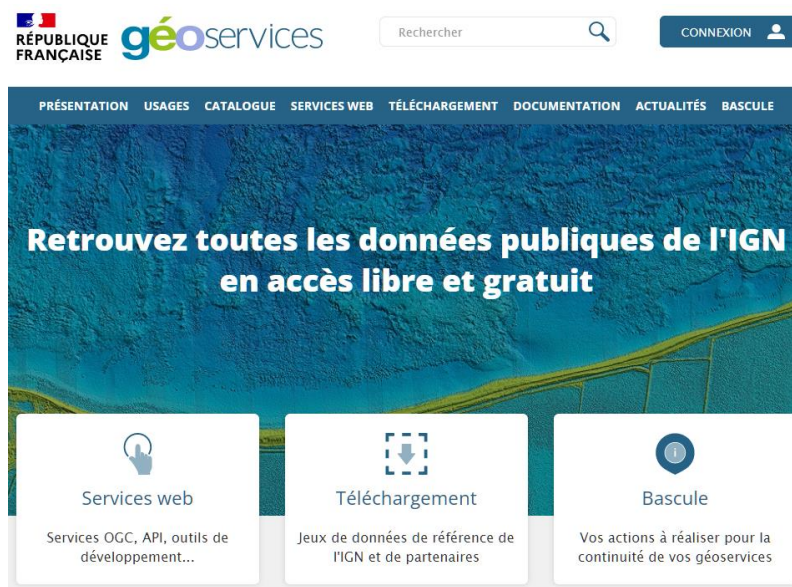 RÉPUBLIQUE
FRANÇAISE
géoservices
Rechercher
CONNEXION
PRÉSENTATION USAGES CATALOGUE SERVICES WEB TÉLÉCHARGEMENT DOCUMENTATION ACTUALITÉS BASCULE
Retrouvez toutes les données publiques de l'IGN
en accès libre et gratuit
Services web
Services OGC, API, outils de
développement...
Téléchargement
Jeux de données de référence de
l'IGN et de partenaires
i
Bascule
Vos actions à réaliser pour la
continuité de vos géoservices